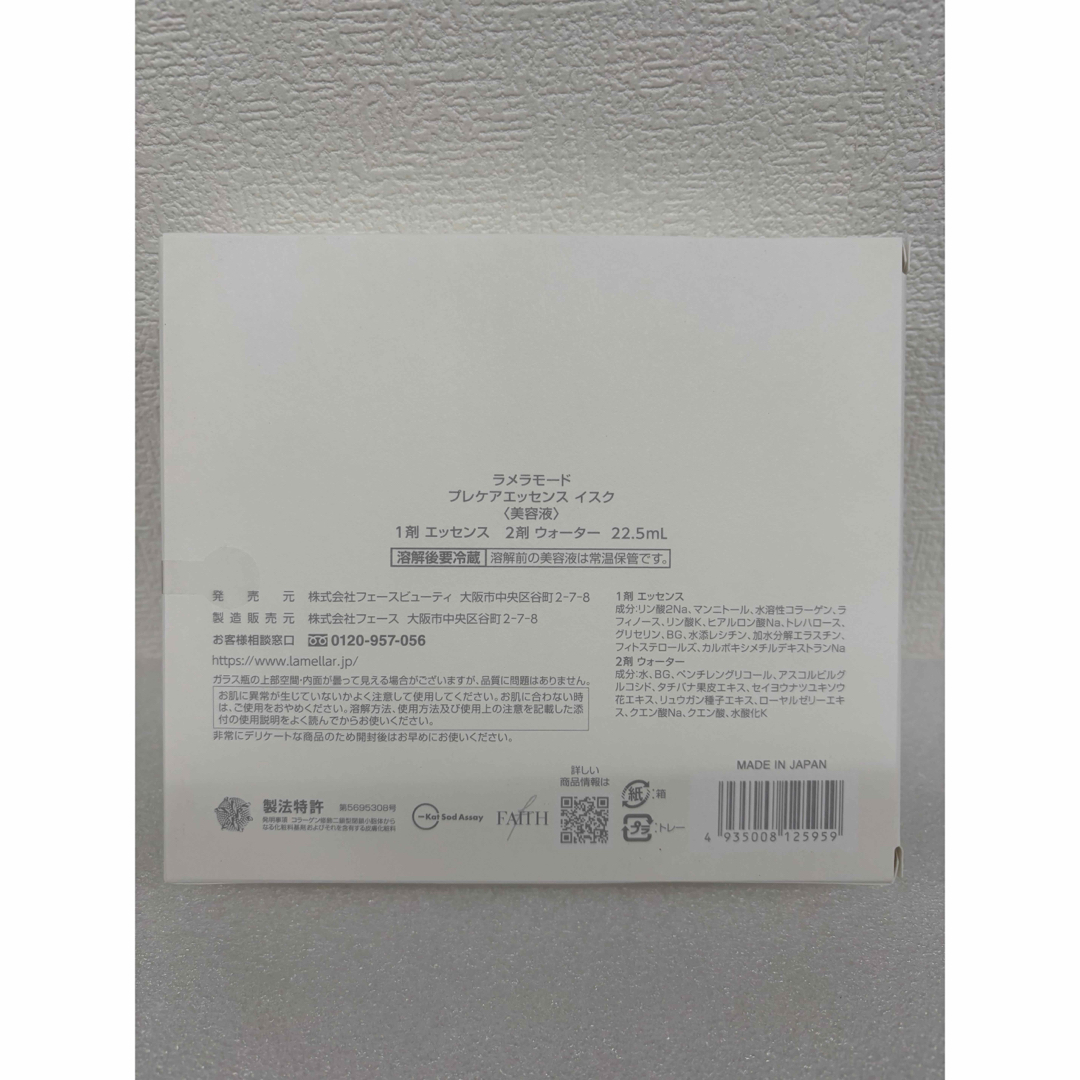 ラメラモード
プレケアエッセンス イスク
〈美容液〉
1剤 エッセンス 2剤 ウォーター 22.5mL
溶解後要冷蔵 溶解前の美容液は常温保管です。
発売元 株式会社フェースビューティ 大阪市中央区谷町2-7-8
製造販売元 株式会社フェース 大阪市中央区谷町2-7-8
お客様相談窓口 0120-957-056
https://www.lamellar.jp/
ガラス瓶の上部空間・内面が曇って見える場合がございますが、品質に問題はありません。
お肌に異常が生じていないかよく注意して使用してください。お肌に合わない時
は、ご使用をおやめください。溶解方法、使用方法及び使用上の注意を記載した添
付の使用説明をよく読んでからお使いください。
非常にデリケートな商品のため開封後はお早めにお使いください。
1剤 エッセンス
成分:リン酸2Na、マンニトール、水溶性コラーゲン、ラ
フィノース、リン酸K、ヒアルロン酸Na、トレハロース、
グリセリン、BG、水添レシチン、加水分解エラスチン、
フィトステロールズ、カルボキシメチルデキストランNa
2剤 ウォーター
成分:水、BG、ペンチレングリコール、アスコルビルグ
ルコシド、タチバナ果皮エキス、セイヨウナツユキソウ
花エキス、リュウガン種子エキス、ローヤルゼリーエキ
ス、クエン酸Na、クエン酸、水酸化K
製法特許 第5695308号
なる化粧料基剤およびそれを含有する皮膚化粧料
Kat Sod Assay
FAITH
詳しい
商品情報は
紙 :箱
プラ :トレー
MADE IN JAPAN
4 935008 125959